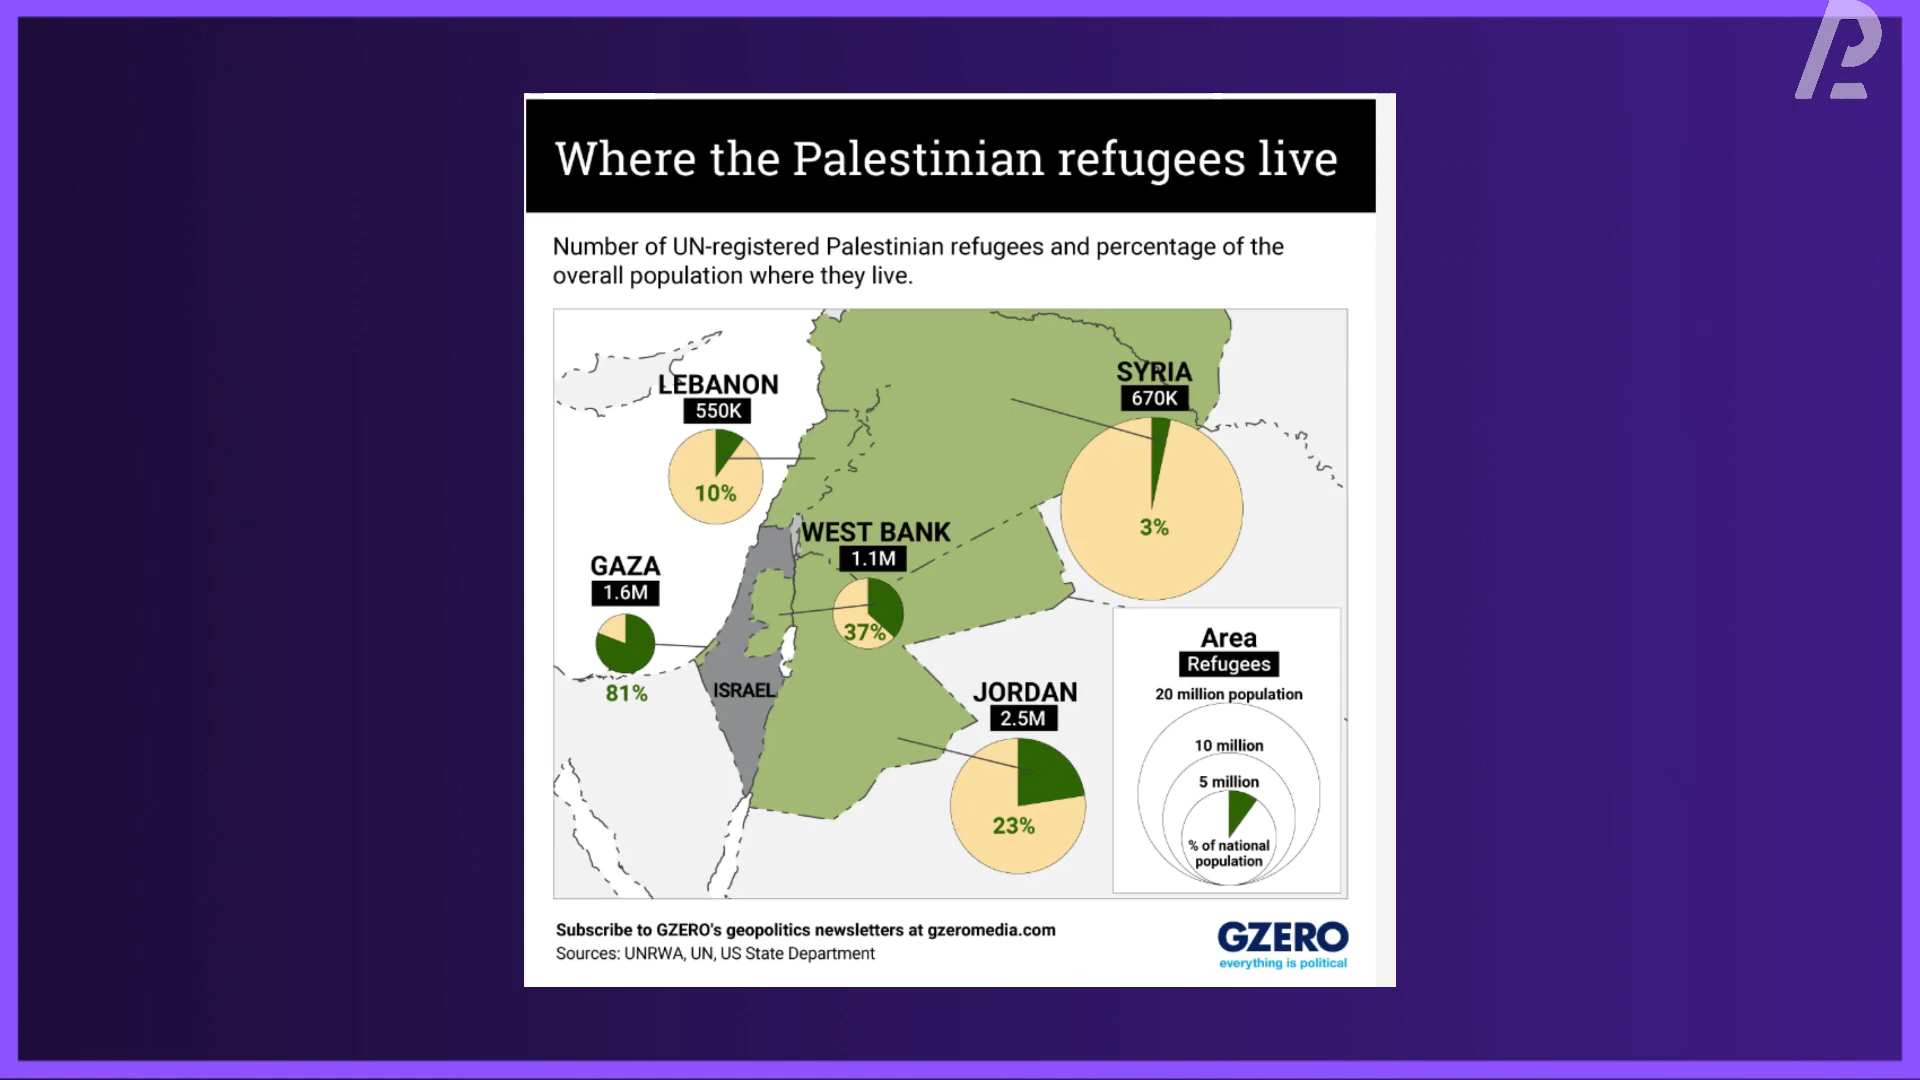 Where the Palestinian refugees live
Number of UN-registered Palestinian refugees and percentage of the
overall population where they live.
LEBANON
550K
10%
SYRIA
670K
3%
WEST BANK
1.1M
37%
GAZA
1.6M
81%
ISRAEL
JORDAN
2.5M
23%
Area
Refugees
20 million population
10 million
5 million
% of national
population
Subscribe to GZERO's geopolitics newsletters at gzeromedia.com
Sources: UNRWA, UN, US State Department
GZERO
everything is political